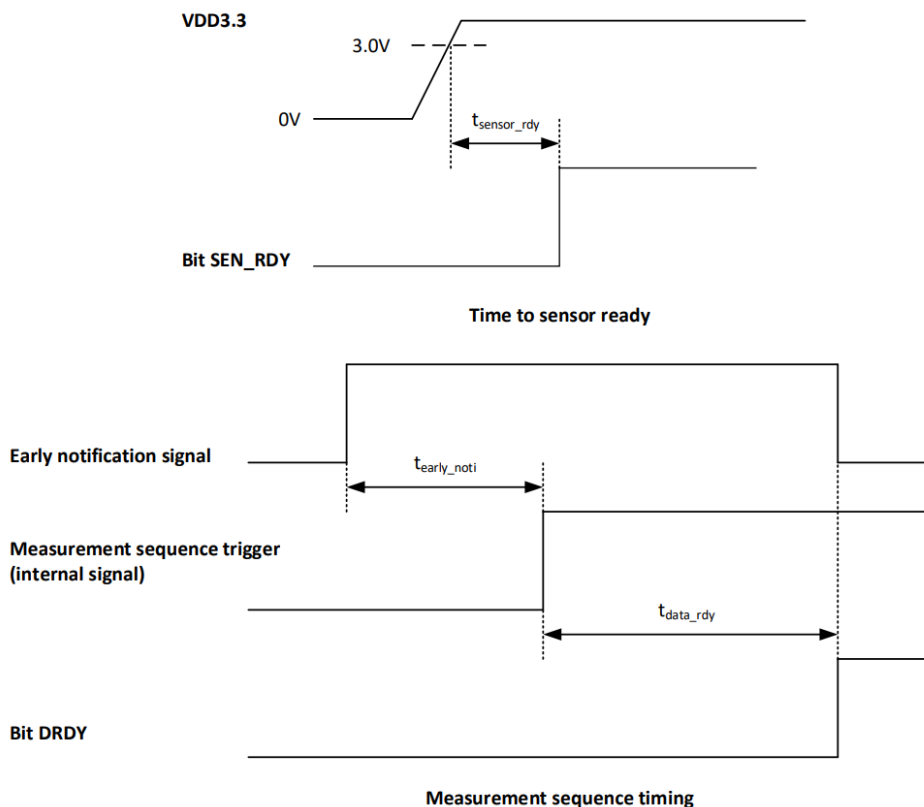 VDD3.3
3.0V
0V
tsensor_rdy
Bit SEN_RDY
Time to sensor ready
Early notification signal
tearly_noti
Measurement sequence trigger
(internal signal)
tdata_rdy
Bit DRDY
Measurement sequence timing